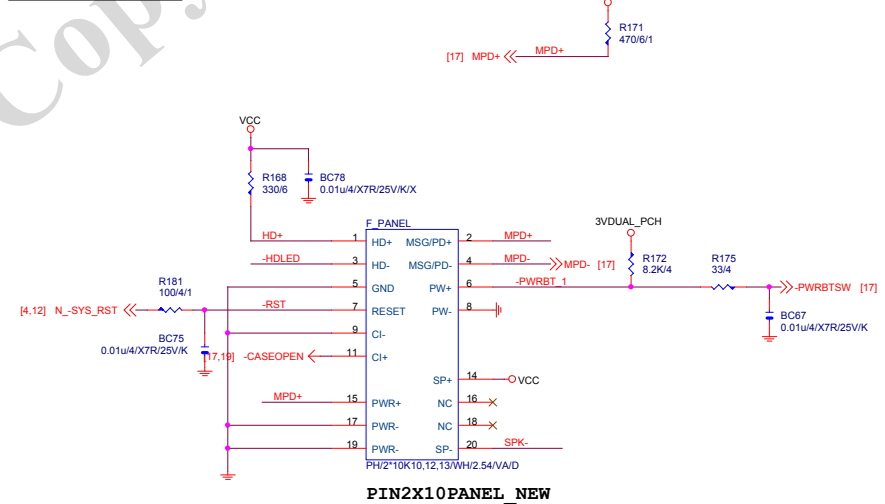 Copy
R171
470/6/1
[17] MPD+
MPD+
VCC
R168
330/6
BC78
0.01u/4/X7R/25V/K/X
F_PANEL
3VDUAL_PCH
HD+
1
HD+
MSG/PD+
2
MPD+
-HDLED
3
HD-
MSG/PD-
4
MPD-
MPD- [17]
R172
8.2K/4
R175
33/4
5
GND
PW+
6
-PWRBT_1
-PWRBTSW [17]
R181
100/4/1
[4,12] N_-SYS_RST
-RST
7
RESET
PW-
8
BC67
0.01u/4/X7R/25V/K
9
CI-
BC75
0.01u/4/X7R/25V/K
17,19] -CASEOPEN
11
CI+
SP+
14
VCC
MPD+
15
PWR+
NC
16
17
PWR-
NC
18
19
PWR-
SP-
20
SPK-
PH/2*10K10,12,13/WH/2.54/VA/D
PIN2X10PANEL_NEW